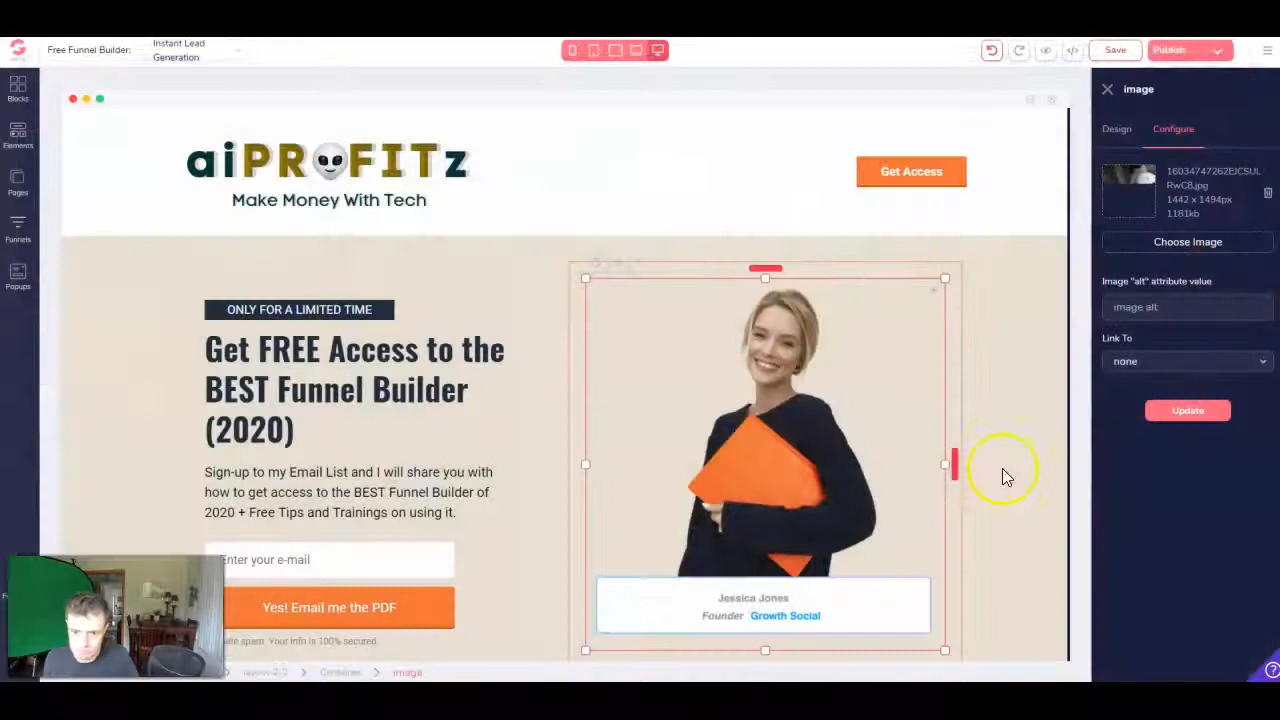 Free Funnel Builder:
Instant Lead
Generation
Save
Publish
Blocks
Elements
Pages
Funnels
Popups
aiPROFITz
Make Money With Tech
Get Access
ONLY FOR A LIMITED TIME
Get FREE Access to the
BEST Funnel Builder
(2020)
Sign-up to my Email List and I will share you with
how to get access to the BEST Funnel Builder of
2020 + Free Tips and Trainings on using it.
Enter your e-mail
Yes! Email me the PDF
spam. Your info is 100% secured.
Jessica Jones
Founder Growth Social
Container
image
image
Design
Configure
16034747262EJCSUL
RwCB.jpg
1442 x 1494px
1181kb
Choose Image
Image "alt" attribute value
image alt
Link To
none
Update
?